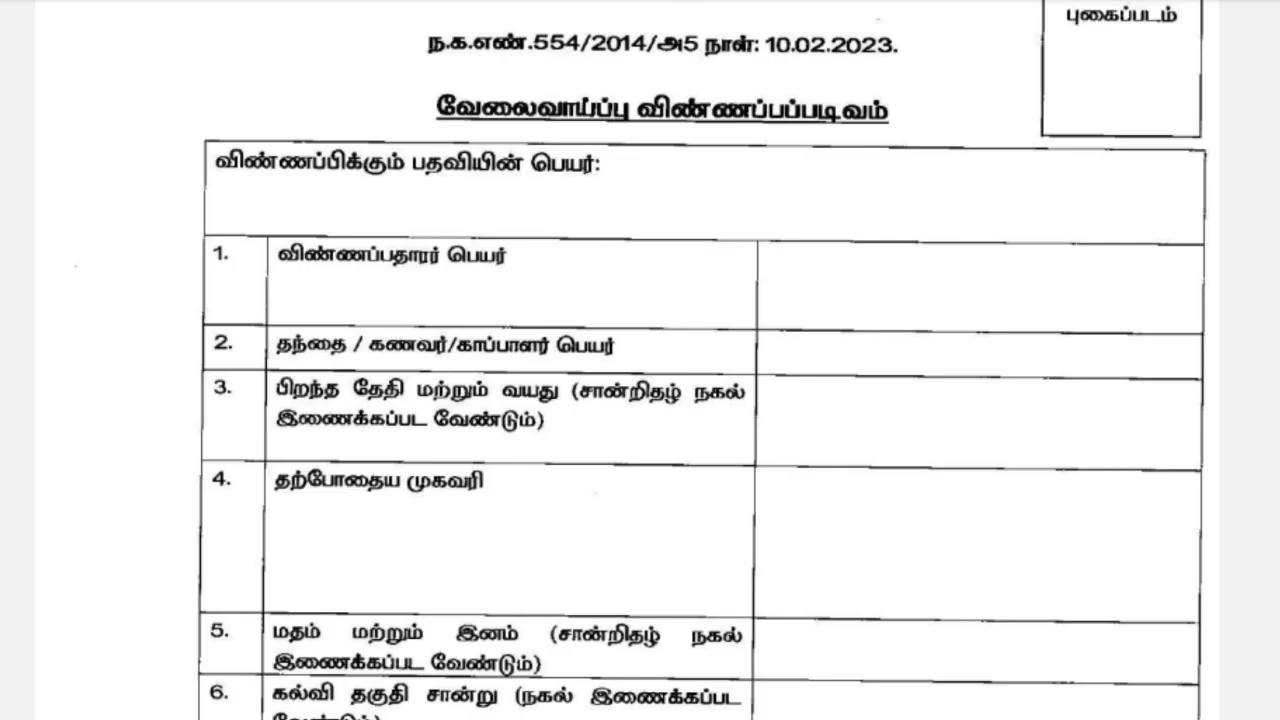 புகைப்படம்
ந.க.எண்.554/2014/அ5 நாள்: 10.02.2023.
வேலைவாய்ப்பு விண்ணப்பப்படிவம்
விண்ணப்பிக்கும் பதவியின் பெயர்:
1. விண்ணப்பதாரர் பெயர்
2. தந்தை / கணவர்/காப்பாளர் பெயர்
3. பிறந்த தேதி மற்றும் வயது (சான்றிதழ் நகல்
இணைக்கப்பட வேண்டும்)
4. தற்போதைய முகவரி
5. மதம் மற்றும் இனம் (சான்றிதழ் நகல்
இணைக்கப்பட வேண்டும்)
6. கல்வி தகுதி சான்று (நகல் இணைக்கப்பட